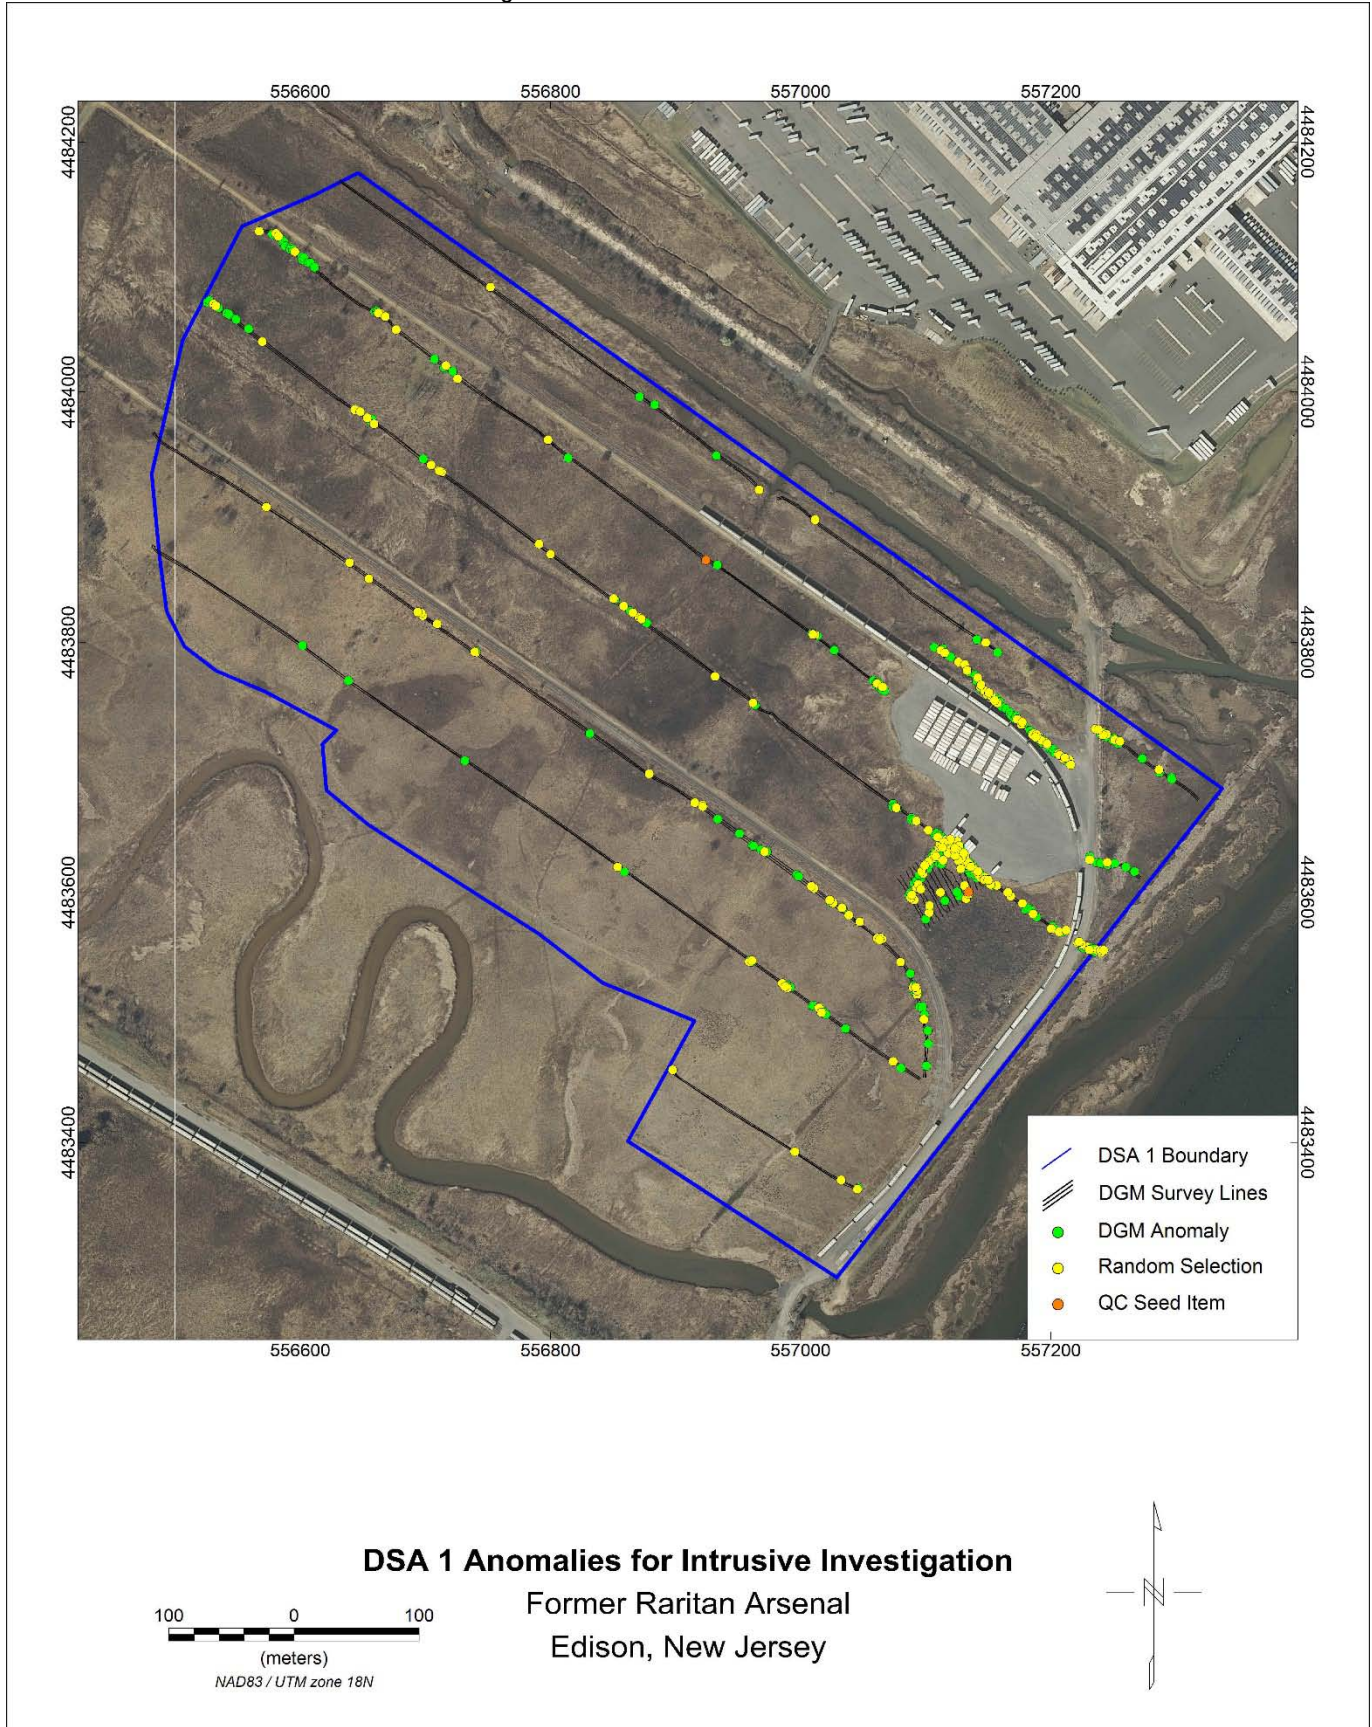 g
556600 556800 557000 557200
4484200 4484200
4484000 4484000
4483800 4483800
4483600 4483600
4483400 4483400
DSA 1 Boundary
DGM Survey Lines
DGM Anomaly
Random Selection
QC Seed Item
556600 556800 557000 557200
DSA 1 Anomalies for Intrusive Investigation
Former Raritan Arsenal
Edison, New Jersey
100 0 100
(meters)
NAD83 / UTM zone 18N
N